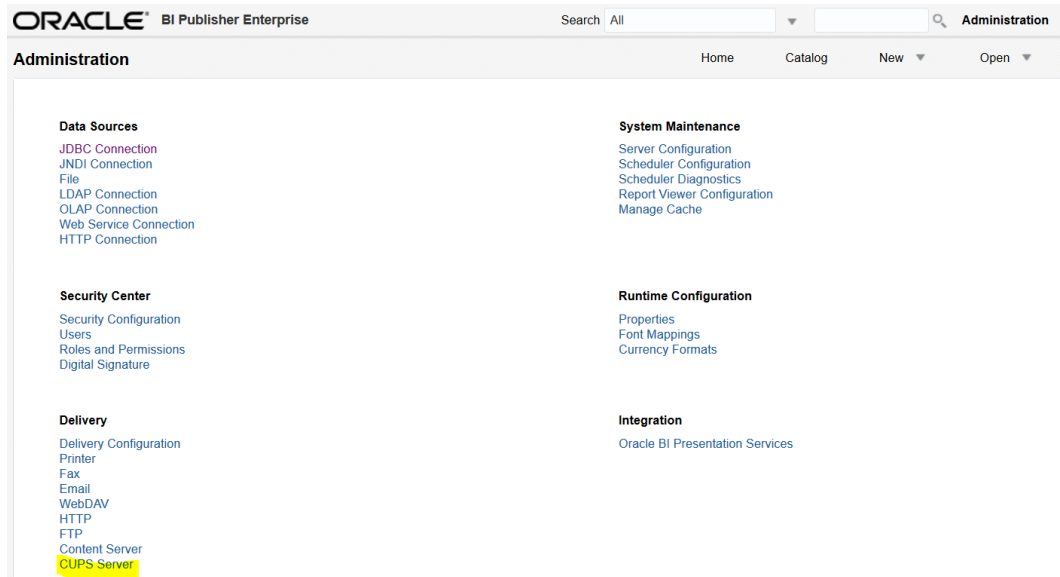 ORACLE BI Publisher Enterprise Search All Administration
Administration Home Catalog New Open
Data Sources
JDBC Connection
JNDI Connection
File
LDAP Connection
OLAP Connection
Web Service Connection
HTTP Connection
System Maintenance
Server Configuration
Scheduler Configuration
Scheduler Diagnostics
Report Viewer Configuration
Manage Cache
Security Center
Security Configuration
Users
Roles and Permissions
Digital Signature
Runtime Configuration
Properties
Font Mappings
Currency Formats
Delivery
Delivery Configuration
Printer
Fax
Email
WebDAV
HTTP
FTP
Content Server
CUPS Server
Integration
Oracle BI Presentation Services